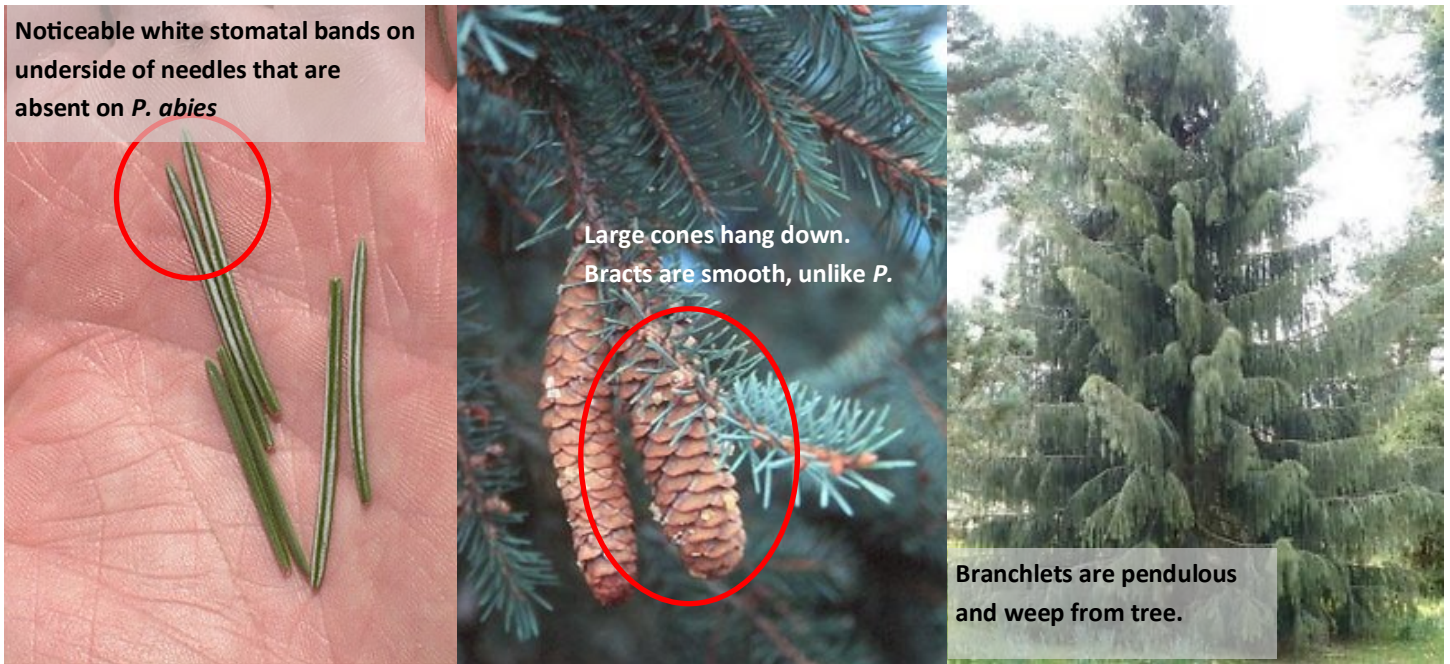 Noticeable white stomatal bands on
underside of needles that are
absent on P. abies
Large cones hang down.
Bracts are smooth, unlike P.
Branchlets are pendulous
and weep from tree.